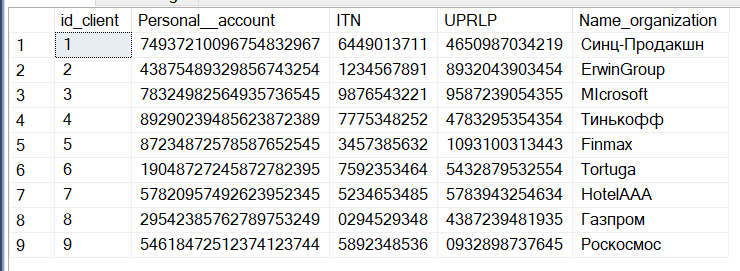 id_client Personal__account ITN UPRLP Name_organization
1 1 74937210096754832967 6449013711 4650987034219 Синц-Продакшн
2 2 43875489329856743254 1234567891 8932043903454 ErwinGroup
3 3 78324982564935736545 9876543221 9587239054355 MIcrosoft
4 4 89290239485623872389 7775348252 4783295354354 Тинькофф
5 5 87234872578587652545 3457385632 1093100313443 Finmax
6 6 19048727245872782395 7592353464 5432879532554 Tortuga
7 7 57820957492623952345 5234653485 5783943254634 HotelAAA
8 8 29542385762789753249 0294529348 4387239481935 Газпром
9 9 54618472512374123744 5892348536 0932898737645 Роскосмос